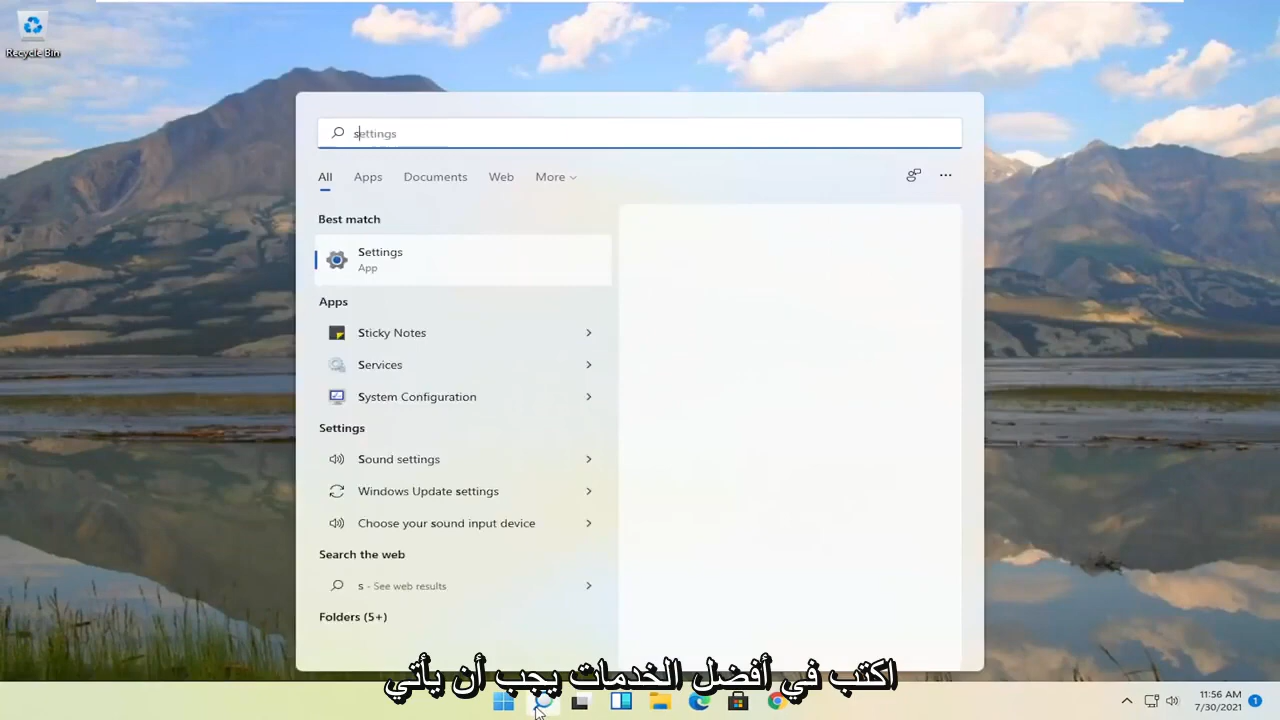 Recycle Bin
settings
All Apps Documents Web More
Best match
Settings
App
Apps
Sticky Notes
Services
System Configuration
Settings
Sound settings
Windows Update settings
Choose your sound input device
Search the web
s - See web results
Folders (5+)
اكتب في أفضل الخدمات يجب أن يأتي
11:56 AM
7/30/2021
1